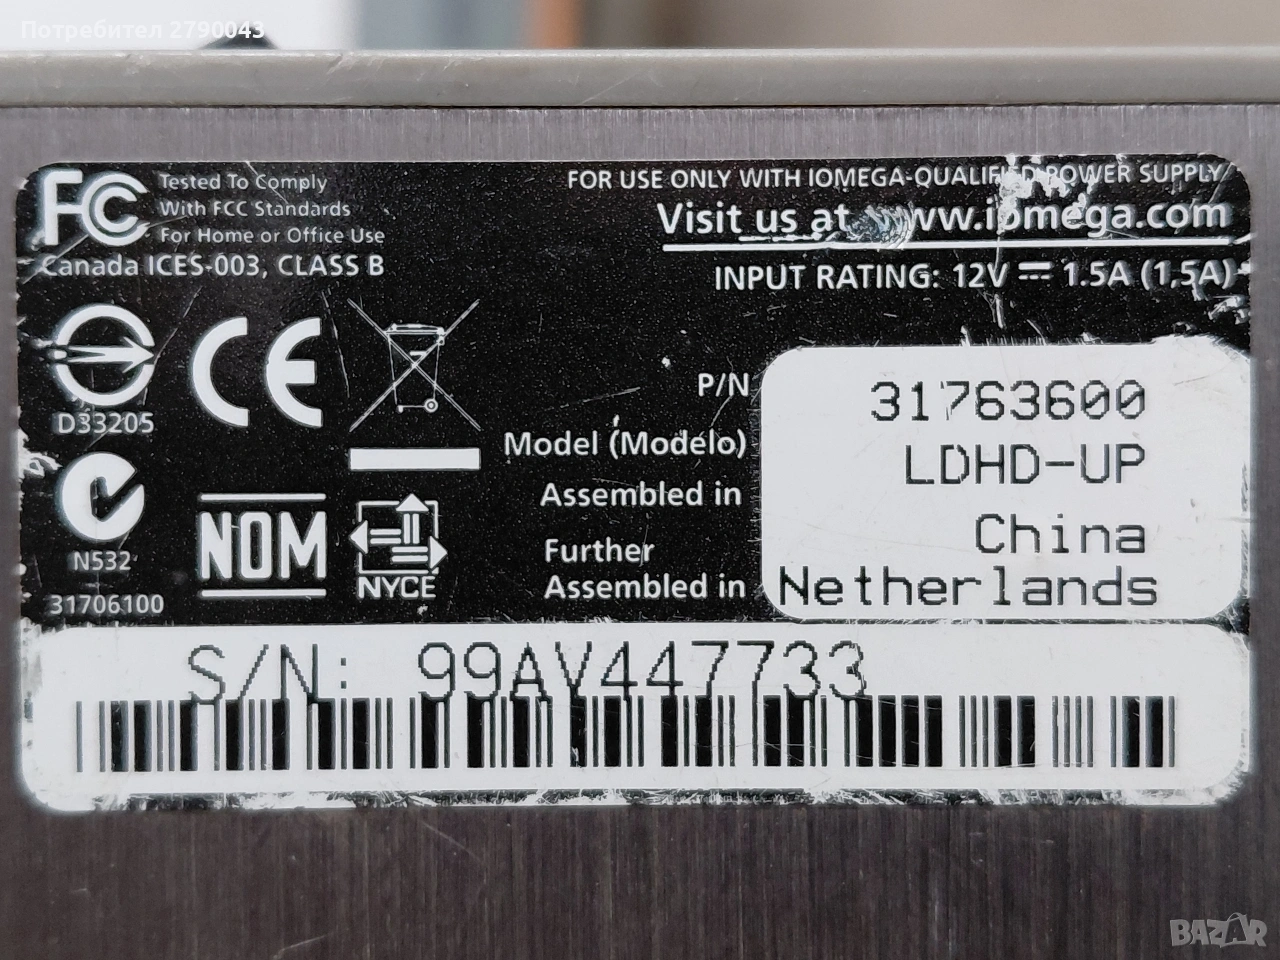 Потребител 2790043
FC
Tested To Comply
With FCC Standards
For Home or Office Use
Canada ICES-003, CLASS B
FOR USE ONLY WITH IOMEGA-QUALIFIED POWER SUPPLY
Visit us at www.iomega.com
INPUT RATING: 12V ⎓ 1.5A (1,5A)
D33205
CE
N532
31706100
NOM
NYCE
P/N 31763600
Model (Modelo) LDHD-UP
Assembled in China
Further
Assembled in Netherlands
S/N: 99AV447733
BAZAR